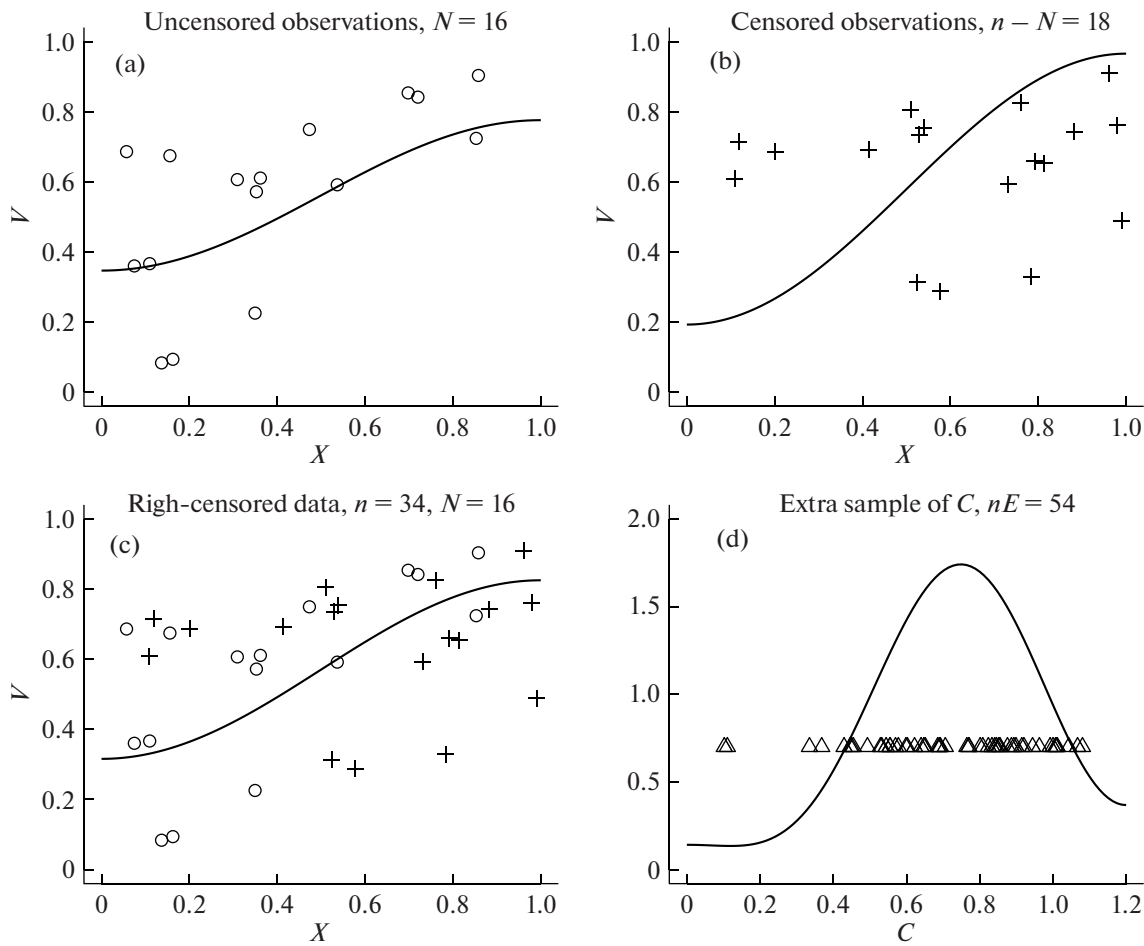 Uncensored observations, N = 16
(a)
1.0
0.8
0.6
0.4
0.2
0
V
0 0.2 0.4 0.6 0.8 1.0
X
Censored observations, n – N = 18
(b)
1.0
0.8
0.6
0.4
0.2
0
V
0 0.2 0.4 0.6 0.8 1.0
X
Righ-censored data, n = 34, N = 16
(c)
1.0
0.8
0.6
0.4
0.2
0
V
0 0.2 0.4 0.6 0.8 1.0
X
Extra sample of C, nE = 54
(d)
2.0
1.5
1.0
0.5
0
0 0.2 0.4 0.6 0.8 1.0 1.2
C